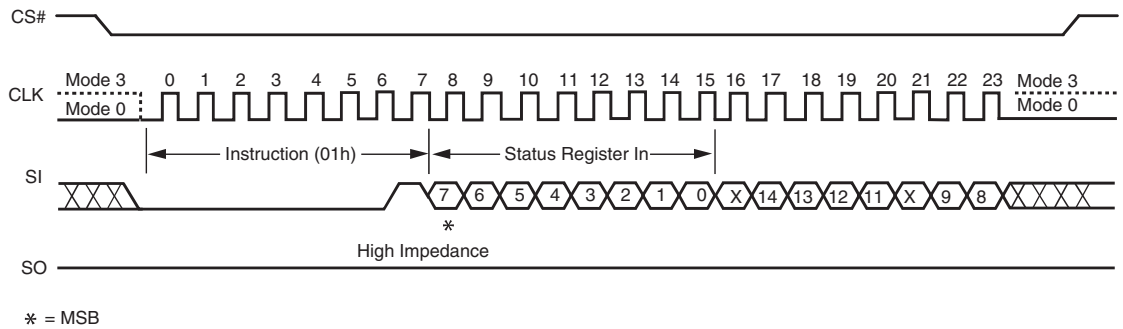 CS#
Mode 3 0 1 2 3 4 5 6 7 8 9 10 11 12 13 14 15 16 17 18 19 20 21 22 23 Mode 3
CLK
Mode 0 Mode 0
Instruction (01h) Status Register In
SI
7 6 5 4 3 2 1 0 X 14 13 12 11 X 9 8
*
High Impedance
SO
* = MSB